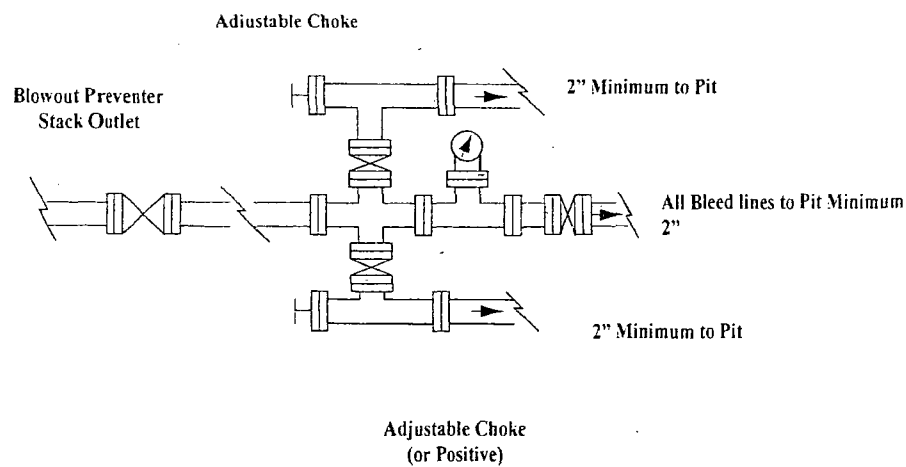 Adiustable Choke
2” Minimum to Pit
Blowout Preventer
Stack Outlet
All Bleed lines to Pit Minimum
2”
2” Minimum to Pit
Adjustable Choke
(or Positive)